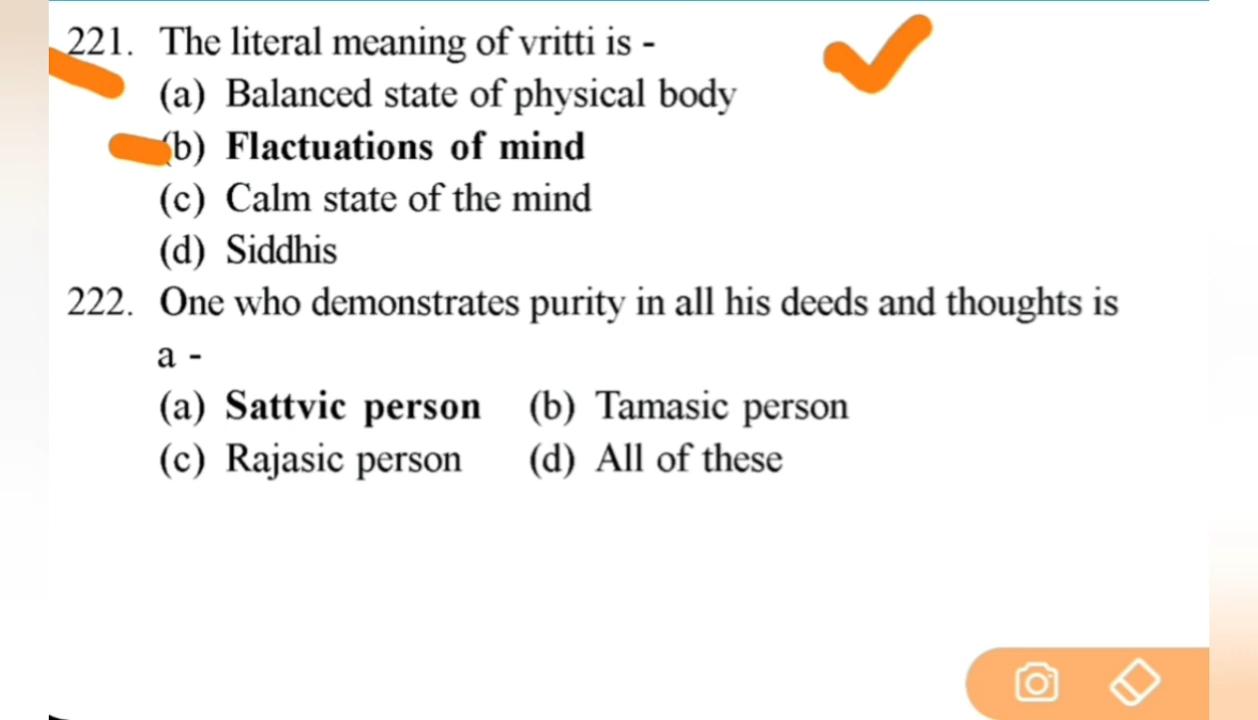 221. The literal meaning of vritti is -
(a) Balanced state of physical body
(b) Flactuations of mind
(c) Calm state of the mind
(d) Siddhis
222. One who demonstrates purity in all his deeds and thoughts is
a -
(a) Sattvic person (b) Tamasic person
(c) Rajasic person (d) All of these